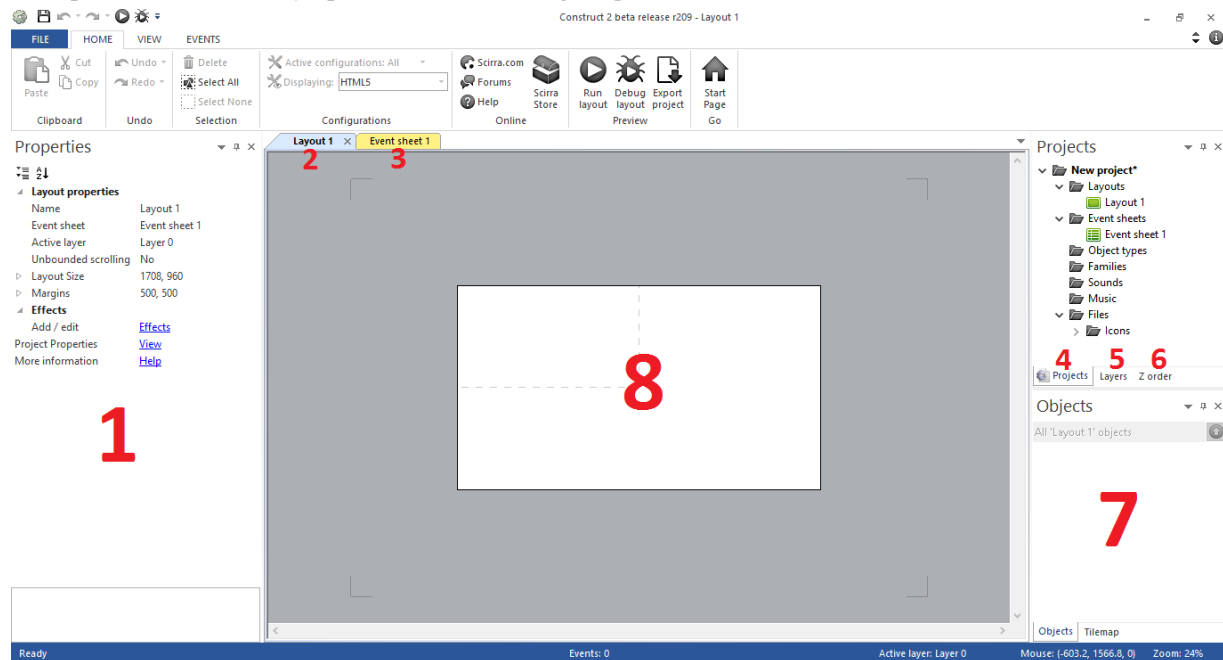 Construct 2 beta release r209 - Layout 1
FILE HOME VIEW EVENTS
Paste
Cut
Copy
Clipboard
Undo
Redo
Undo
Delete
Select All
Select None
Selection
Active configurations: All
Displaying: HTML5
Configurations
Scirra.com
Forums
Help
Scirra
Store
Online
Run
layout
Debug
layout
Export
project
Preview
Start
Page
Go
Properties
Layout properties
Name Layout 1
Event sheet Event sheet 1
Active layer Layer 0
Unbounded scrolling No
Layout Size 1708, 960
Margins 500, 500
Effects
Add / edit Effects
Project Properties View
More information Help
1
Layout 1 Event sheet 1
2 3
8
Projects
New project*
Layouts
Layout 1
Event sheets
Event sheet 1
Object types
Families
Sounds
Music
Files
Icons
4 5 6
Projects Layers Z order
Objects
All 'Layout 1' objects
7
Objects Tilemap
Ready Events: 0 Active layer: Layer 0 Mouse: (-603.2, 1566.8, 0) Zoom: 24%